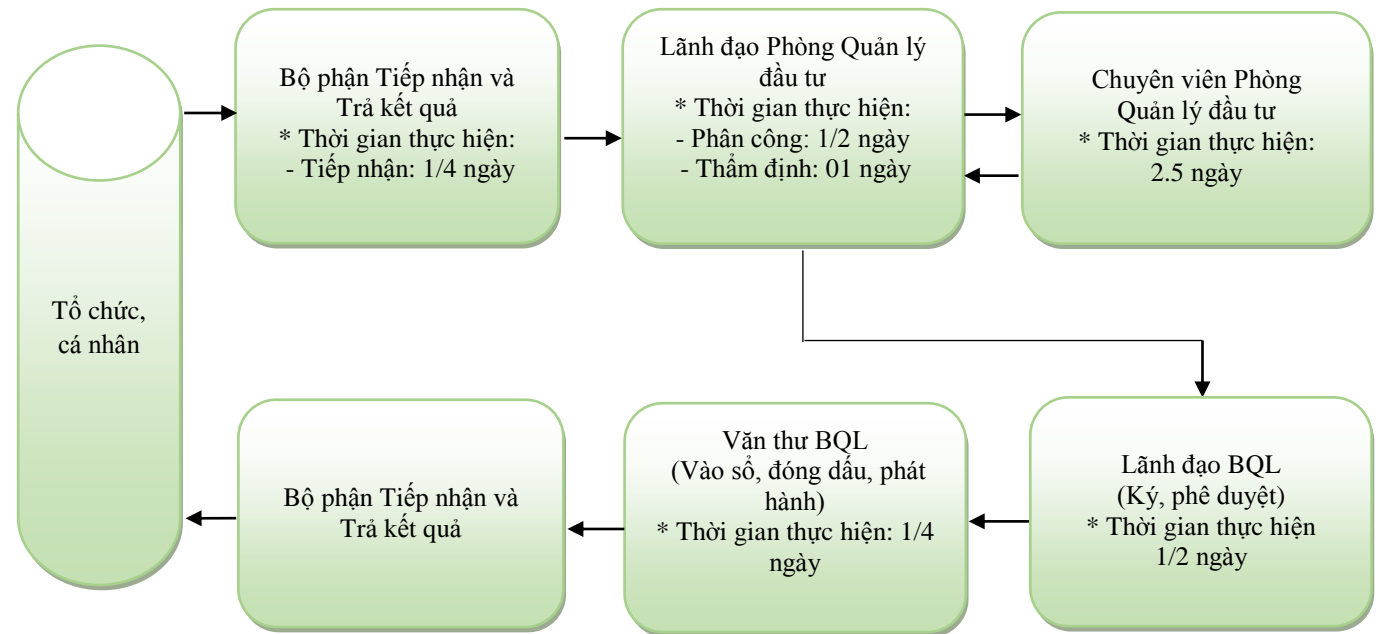 Tổ chức,
cá nhân
Bộ phận Tiếp nhận và
Trả kết quả
* Thời gian thực hiện:
- Tiếp nhận: 1/4 ngày
Lãnh đạo Phòng Quản lý
đầu tư
* Thời gian thực hiện:
- Phân công: 1/2 ngày
- Thẩm định: 01 ngày
Chuyên viên Phòng
Quản lý đầu tư
* Thời gian thực hiện:
2.5 ngày
Lãnh đạo BQL
(Ký, phê duyệt)
* Thời gian thực hiện
1/2 ngày
Văn thư BQL
(Vào sổ, đóng dấu, phát
hành)
* Thời gian thực hiện: 1/4
ngày
Bộ phận Tiếp nhận và
Trả kết quả